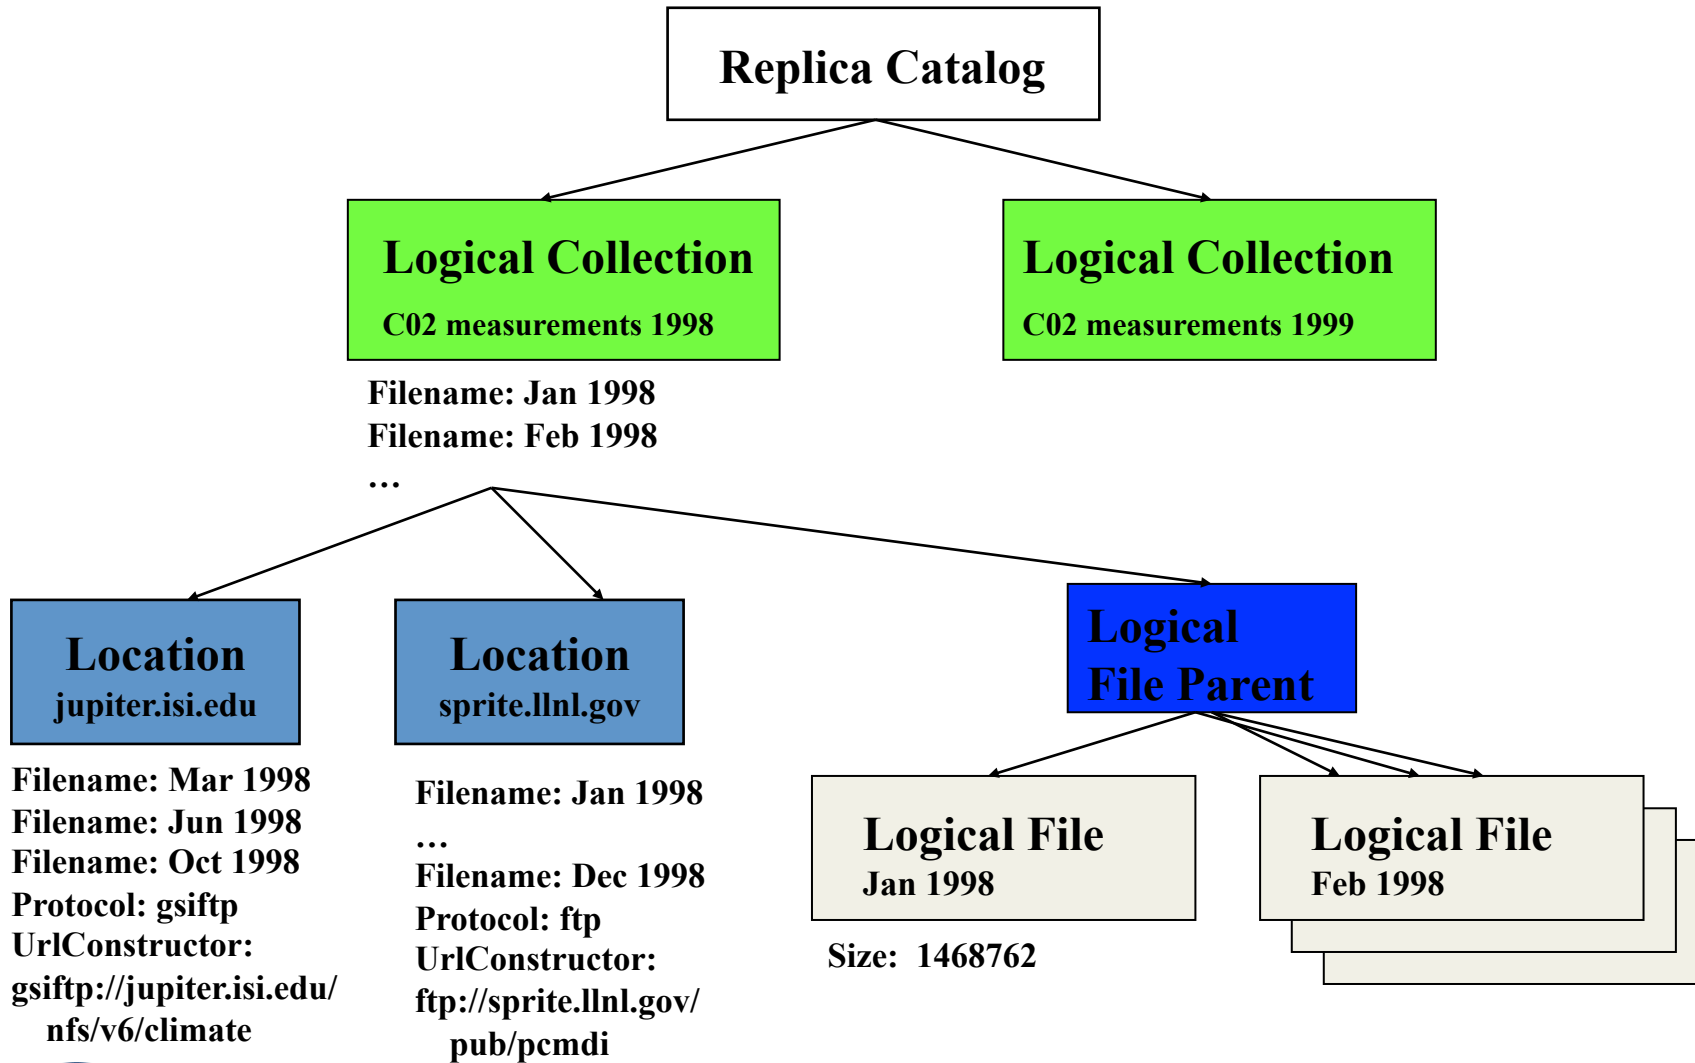 Replica Catalog
Logical Collection
C02 measurements 1998
Logical Collection
C02 measurements 1999
Filename: Jan 1998
Filename: Feb 1998
…
Location
jupiter.isi.edu
Location
sprite.llnl.gov
Logical
File Parent
Filename: Mar 1998
Filename: Jun 1998
Filename: Oct 1998
Protocol: gsiftp
UrlConstructor:
gsiftp://jupiter.isi.edu/
nfs/v6/climate
Filename: Jan 1998
…
Filename: Dec 1998
Protocol: ftp
UrlConstructor:
ftp://sprite.llnl.gov/
pub/pcmdi
Logical File
Jan 1998
Size: 1468762
Logical File
Feb 1998